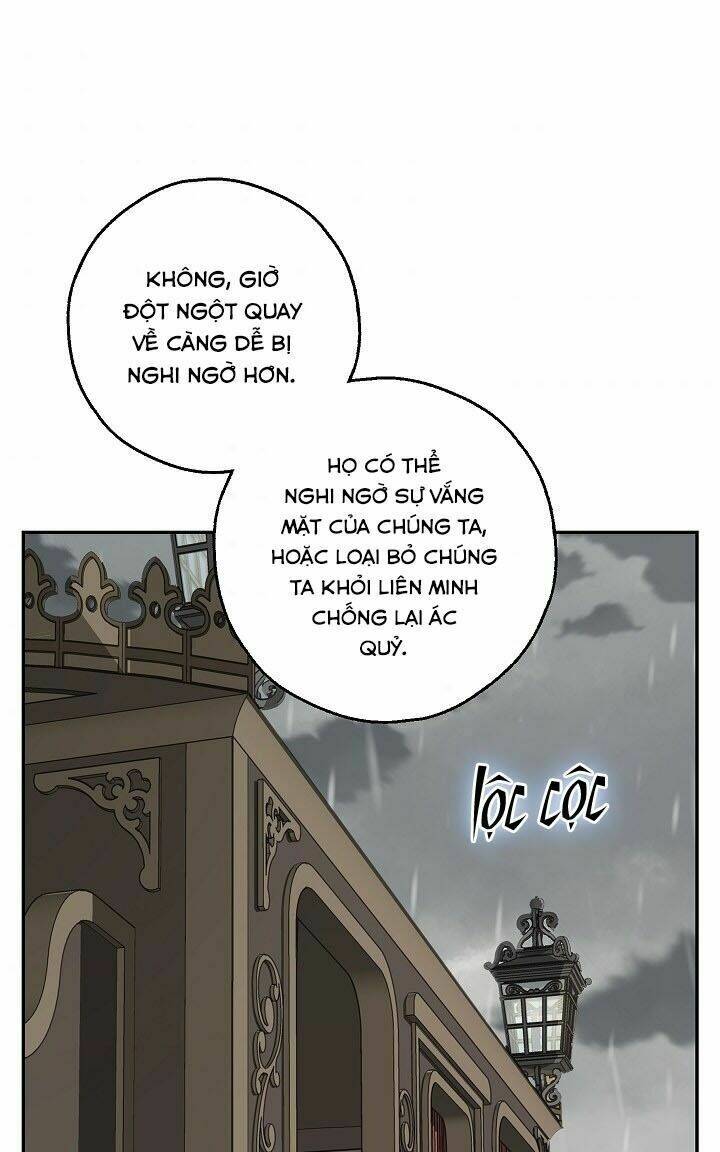 KHÔNG, GIỜ
ĐỘT NGỘT QUAY
VỀ CÀNG DỄ BỊ
NGHI NGỜ HƠN.
HỌ CÓ THỂ
NGHI NGỜ SỰ VẮNG
MẶT CỦA CHÚNG TA,
HOẶC LOẠI BỎ CHÚNG
TA KHỎI LIÊN MINH
CHỐNG LẠI ÁC
QUỶ.
lộc cộc